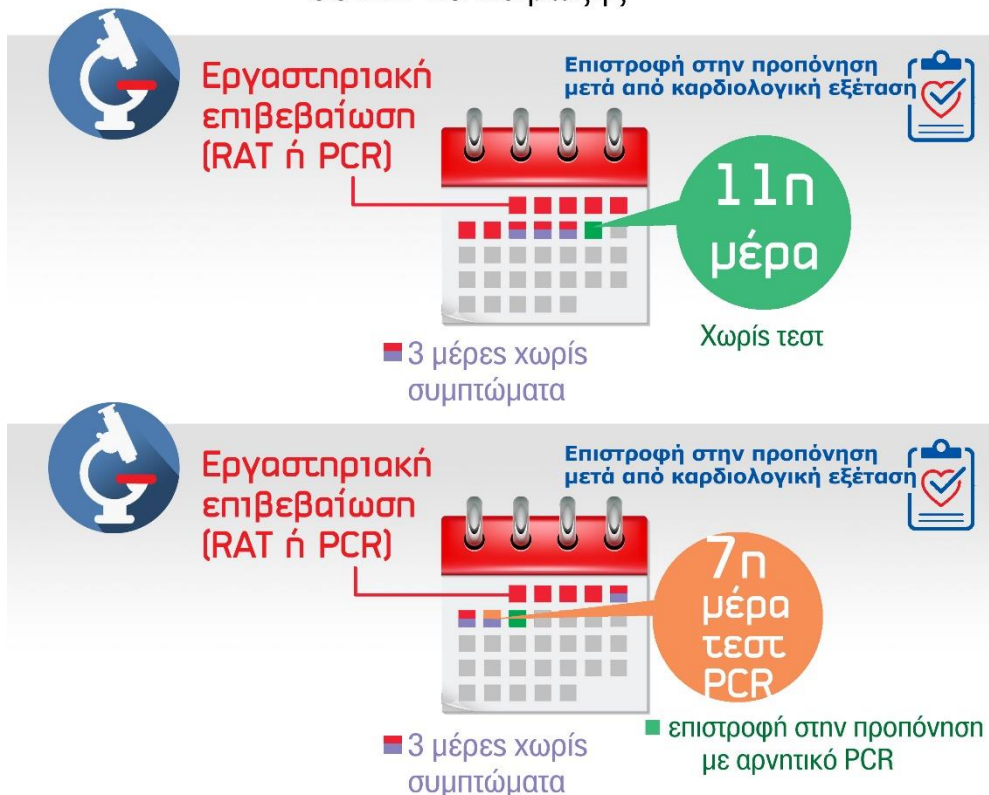 Εργαστηριακή
επιβεβαίωση
(RAT ή PCR)
Επιστροφή στην προπόνηση
μετά από καρδιολογική εξέταση
11η
μέρα
Χωρίς τεστ
3 μέρες χωρίς
συμπτώματα
Εργαστηριακή
επιβεβαίωση
(RAT ή PCR)
Επιστροφή στην προπόνηση
μετά από καρδιολογική εξέταση
7η
μέρα
τεστ
PCR
επιστροφή στην προπόνηση
με αρνητικό PCR
3 μέρες χωρίς
συμπτώματα